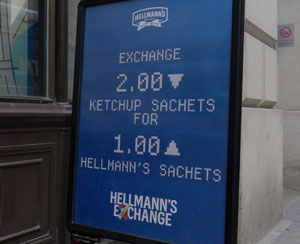 HELLMANN'S
EXCHANGE
2.00
KETCHUP SACHETS
FOR
1.00
HELLMANN'S SACHETS
HELLMANN'S
EXCHANGE